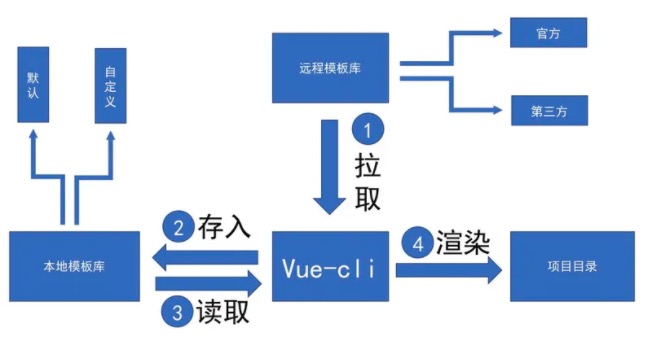 官方
远程模板库
默认
自定义
第三方
1
拉取
2 存入
4 渲染
本地模板库
Vue-cli
项目目录
3 读取